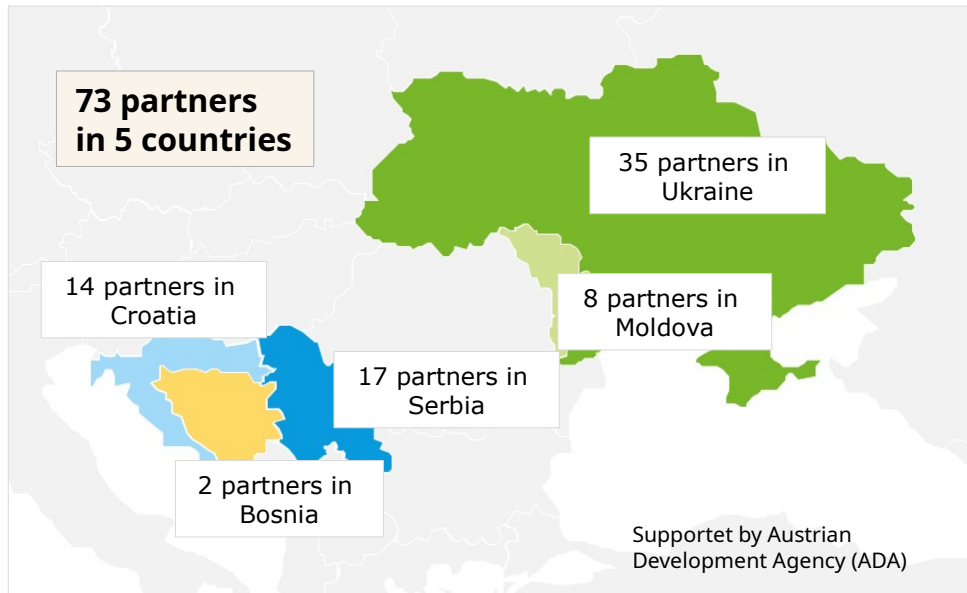 73 partners
in 5 countries
35 partners in
Ukraine
14 partners in
Croatia
8 partners in
Moldova
17 partners in
Serbia
2 partners in
Bosnia
Supportet by Austrian
Development Agency (ADA)